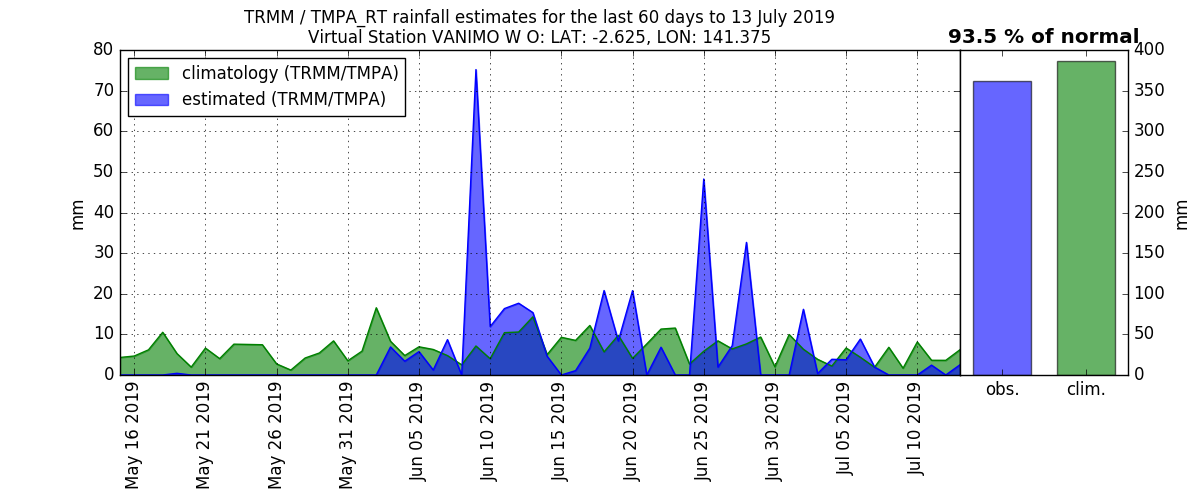 TRMM / TMPA_RT rainfall estimates for the last 60 days to 13 July 2019
Virtual Station VANIMO W O: LAT: -2.625, LON: 141.375
93.5 % of normal
climatology (TRMM/TMPA)
estimated (TRMM/TMPA)
mm
80
70
60
50
40
30
20
10
0
May 16 2019
May 21 2019
May 26 2019
May 31 2019
Jun 05 2019
Jun 10 2019
Jun 15 2019
Jun 20 2019
Jun 25 2019
Jun 30 2019
Jul 05 2019
Jul 10 2019
obs.
clim.
400
350
300
250
200
150
100
50
0
mm